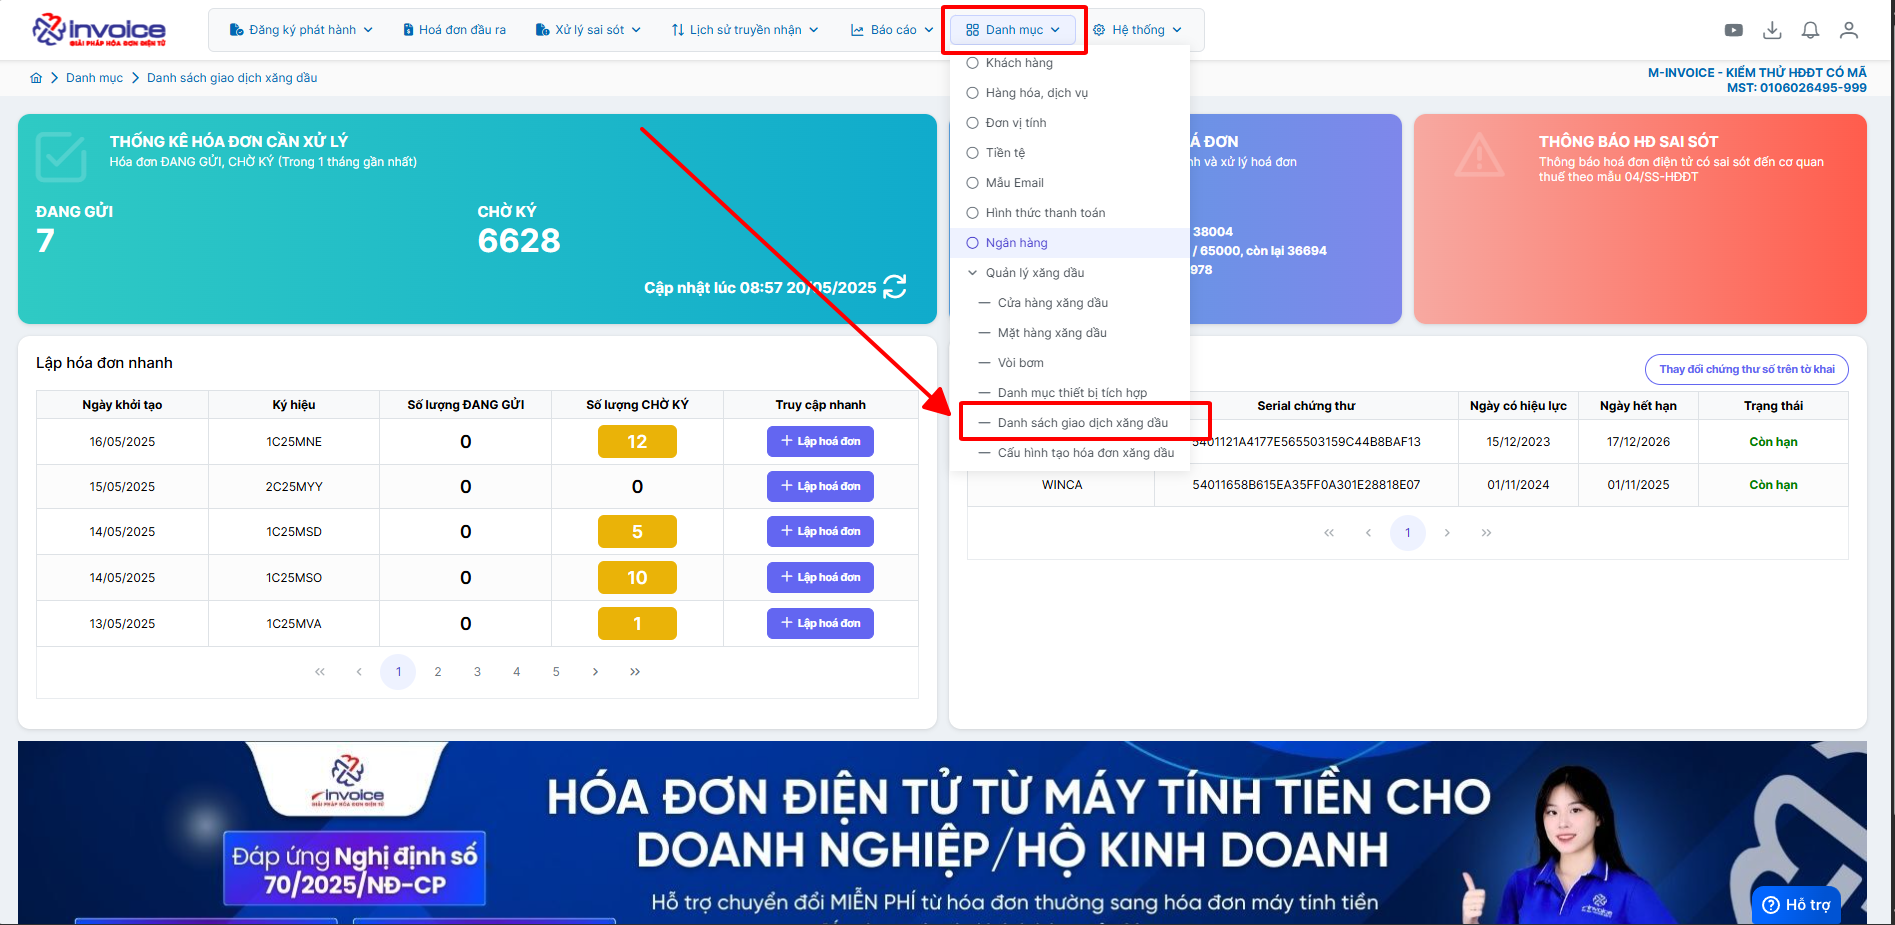 invoice
GIẢI PHÁP HÓA ĐƠN ĐIỆN TỬ
Đăng ký phát hành
Hoá đơn đầu ra
Xử lý sai sót
Lịch sử truyền nhận
Báo cáo
Danh mục
Hệ thống
Danh mục
Danh sách giao dịch xăng dầu
M-INVOICE - KIỂM THỬ HĐĐT CÓ MÃ
MST: 0106026495-999
Khách hàng
Hàng hóa, dịch vụ
Đơn vị tính
Tiền tệ
Mẫu Email
Hình thức thanh toán
Ngân hàng
Quản lý xăng dầu
Cửa hàng xăng dầu
Mặt hàng xăng dầu
Vòi bơm
Danh mục thiết bị tích hợp
Danh sách giao dịch xăng dầu
Cấu hình tạo hóa đơn xăng dầu
THỐNG KÊ HÓA ĐƠN CẦN XỬ LÝ
Hóa đơn ĐANG GỬI, CHỜ KÝ (Trong 1 tháng gần nhất)
ĐANG GỬI
7
CHỜ KÝ
6628
Cập nhật lúc 08:57 20/05/2025
Á ĐƠN
nh và xử lý hoá đơn
38004
/ 65000, còn lại 36694
978
THÔNG BÁO HĐ SAI SÓT
Thông báo hoá đơn điện tử có sai sót đến cơ quan
thuế theo mẫu 04/SS-HĐĐT
Lập hóa đơn nhanh
Ngày khởi tạo Ký hiệu Số lượng ĐANG GỬI Số lượng CHỜ KÝ Truy cập nhanh
16/05/2025 1C25MNE 0 12 Lập hoá đơn
15/05/2025 2C25MYY 0 0 Lập hoá đơn
14/05/2025 1C25MSD 0 5 Lập hoá đơn
14/05/2025 1C25MSO 0 10 Lập hoá đơn
13/05/2025 1C25MVA 0 1 Lập hoá đơn
« ‹ 1 2 3 4 5 › »
Thay đổi chứng thư số trên tờ khai
Serial chứng thư Ngày có hiệu lực Ngày hết hạn Trạng thái
5401121A4177E565503159C44B8BAF13 15/12/2023 17/12/2026 Còn hạn
WINCA 54011658B615EA35FF0A301E28818E07 01/11/2024 01/11/2025 Còn hạn
« ‹ 1 › »
invoice
GIẢI PHÁP HÓA ĐƠN ĐIỆN TỬ
Đáp ứng Nghị định số
70/2025/NĐ-CP
HÓA ĐƠN ĐIỆN TỬ TỪ MÁY TÍNH TIỀN CHO
DOANH NGHIỆP/HỘ KINH DOANH
Hỗ trợ chuyển đổi MIỄN PHÍ từ hóa đơn thường sang hóa đơn máy tính tiền
invoice
Hỗ trợ